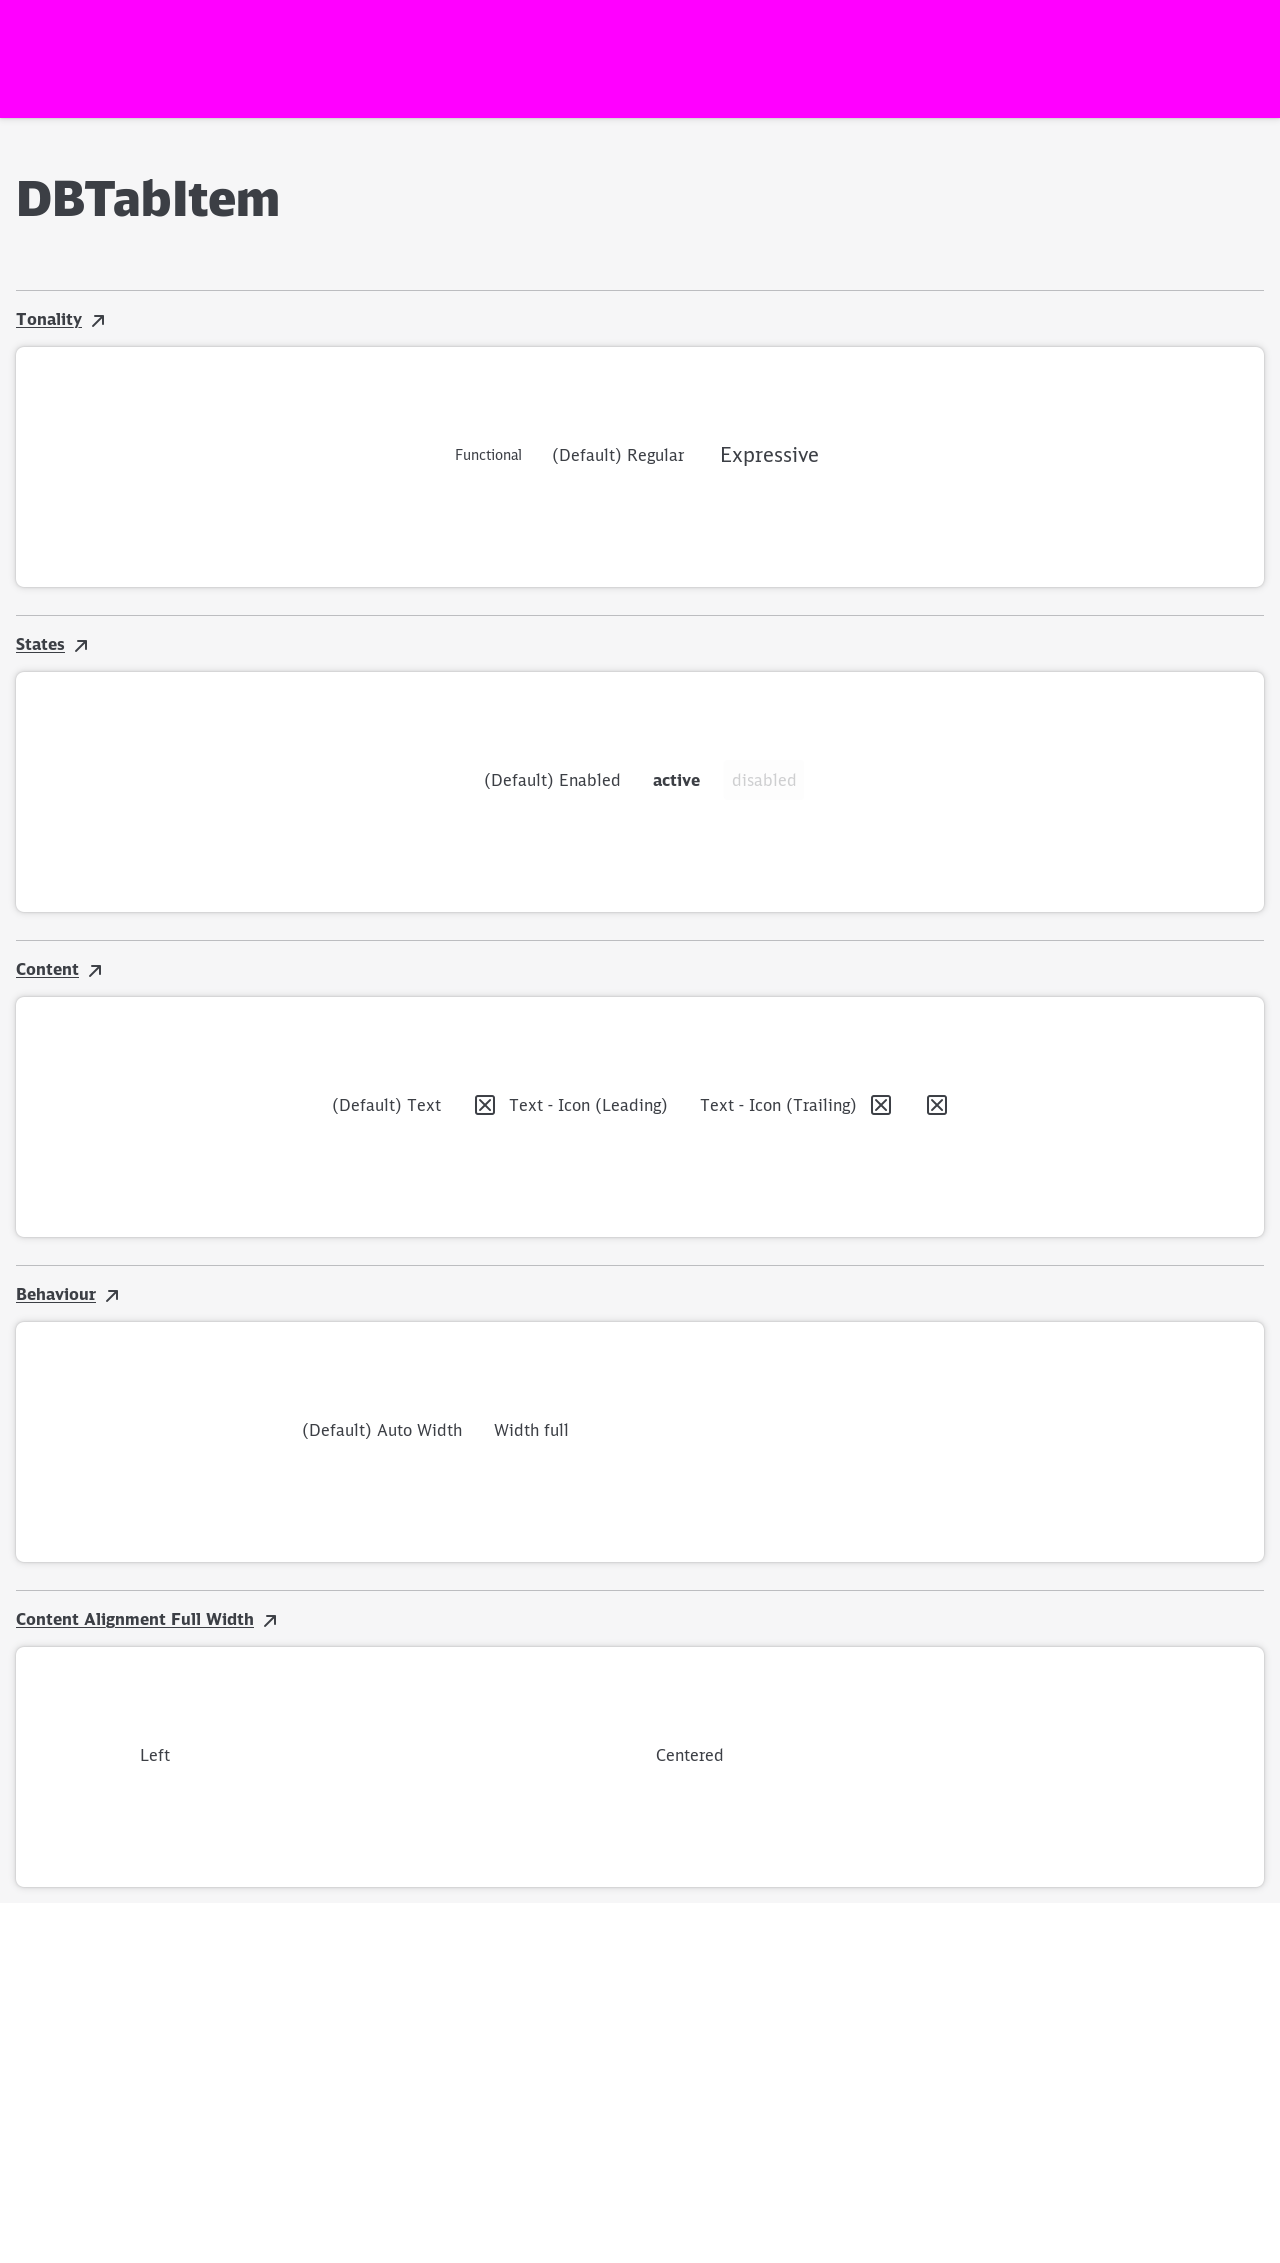 DBTabItem
Tonality
Functional (Default) Regular Expressive
States
(Default) Enabled active disabled
Content
(Default) Text Text - Icon (Leading) Text - Icon (Trailing)
Behaviour
(Default) Auto Width Width full
Content Alignment Full Width
Left Centered